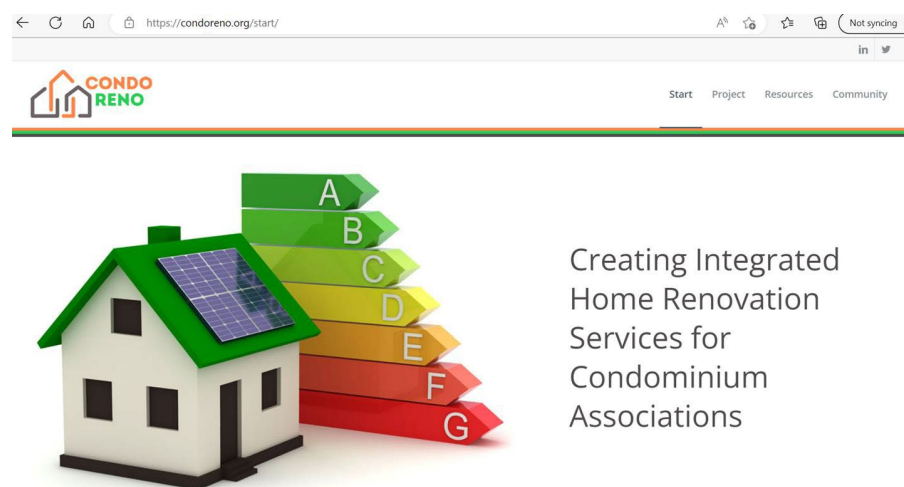 https://condoreno.org/start/
A
Not syncing
in
CONDO
RENO
Start Project Resources Community
A
B
C
D
E
F
G
Creating Integrated
Home Renovation
Services for
Condominium
Associations